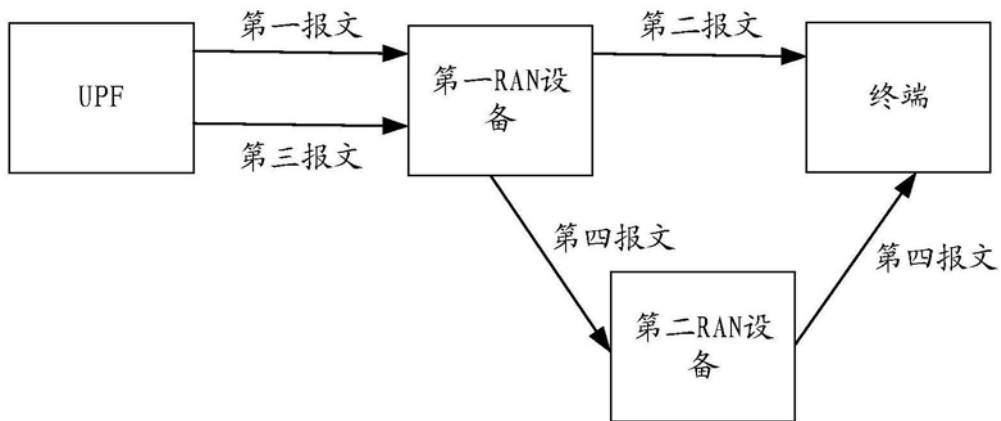 第一报文
第二报文
UPF
第一RAN设
备
终端
第三报文
第四报文
第四报文
第二RAN设
备